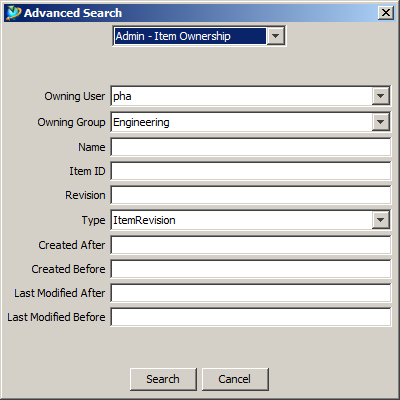 Advanced Search
Admin - Item Ownership
Owning User pha
Owning Group Engineering
Name
Item ID
Revision
Type ItemRevision
Created After
Created Before
Last Modified After
Last Modified Before
Search Cancel